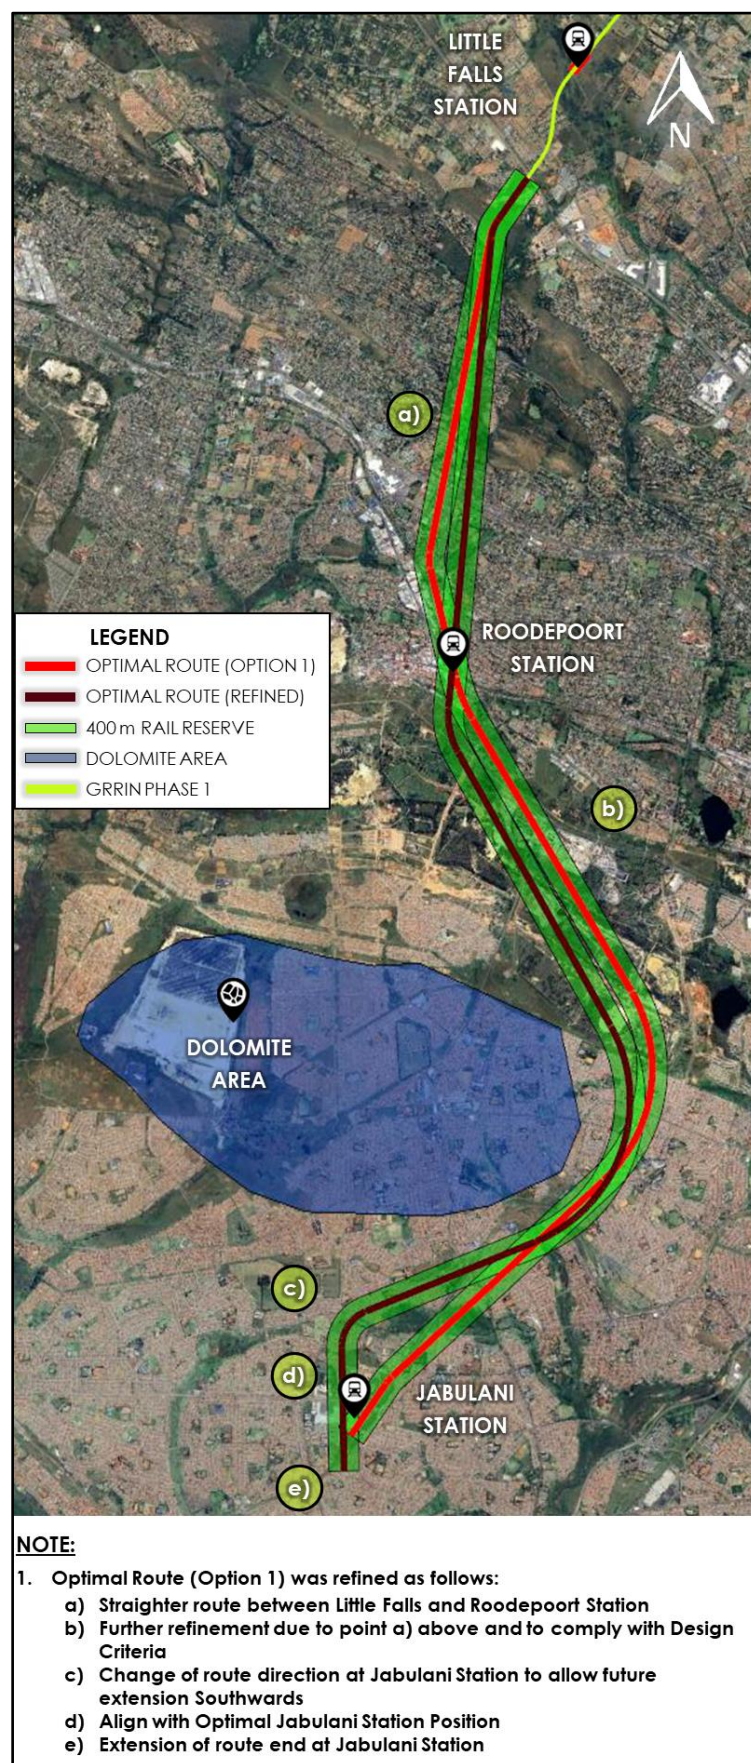 LITTLE
FALLS
STATION
N
a)
ROODEPOORT
STATION
LEGEND
OPTIMAL ROUTE (OPTION 1)
OPTIMAL ROUTE (REFINED)
400 m RAIL RESERVE
DOLOMITE AREA
GRRIN PHASE 1
b)
DOLOMITE
AREA
c)
d)
JABULANI
STATION
e)
NOTE:
1. Optimal Route (Option 1) was refined as follows:
a) Straighter route between Little Falls and Roodepoort Station
b) Further refinement due to point a) above and to comply with Design
Criteria
c) Change of route direction at Jabulani Station to allow future
extension Southwards
d) Align with Optimal Jabulani Station Position
e) Extension of route end at Jabulani Station